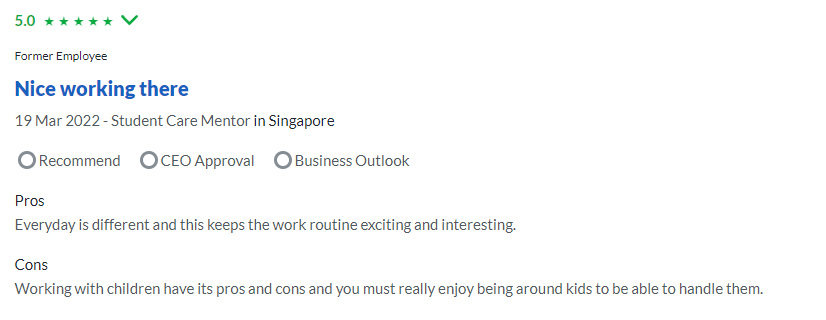 5.0 ★ ★ ★ ★ ★
Former Employee
Nice working there
19 Mar 2022 - Student Care Mentor in Singapore
Recommend CEO Approval Business Outlook
Pros
Everyday is different and this keeps the work routine exciting and interesting.
Cons
Working with children have its pros and cons and you must really enjoy being around kids to be able to handle them.